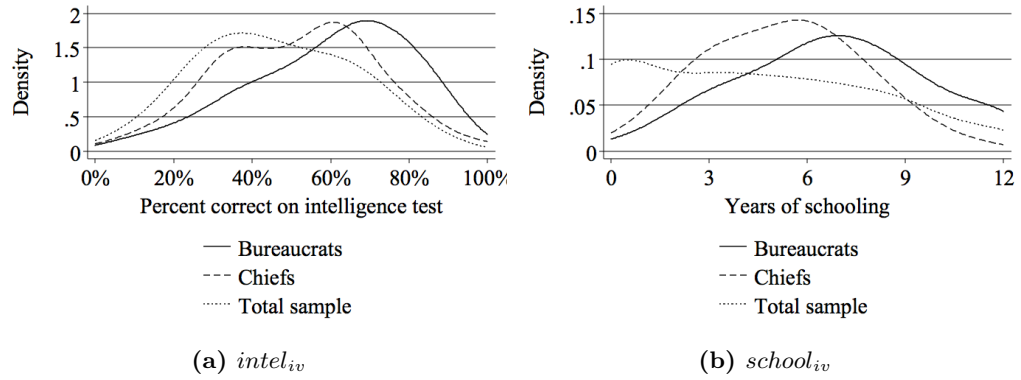 2
1.5
1
.5
0
Density
0% 20% 40% 60% 80% 100%
Percent correct on intelligence test
Bureaucrats
Chiefs
Total sample
(a) intel_iv
.15
.1
.05
0
Density
0 3 6 9 12
Years of schooling
Bureaucrats
Chiefs
Total sample
(b) school_iv